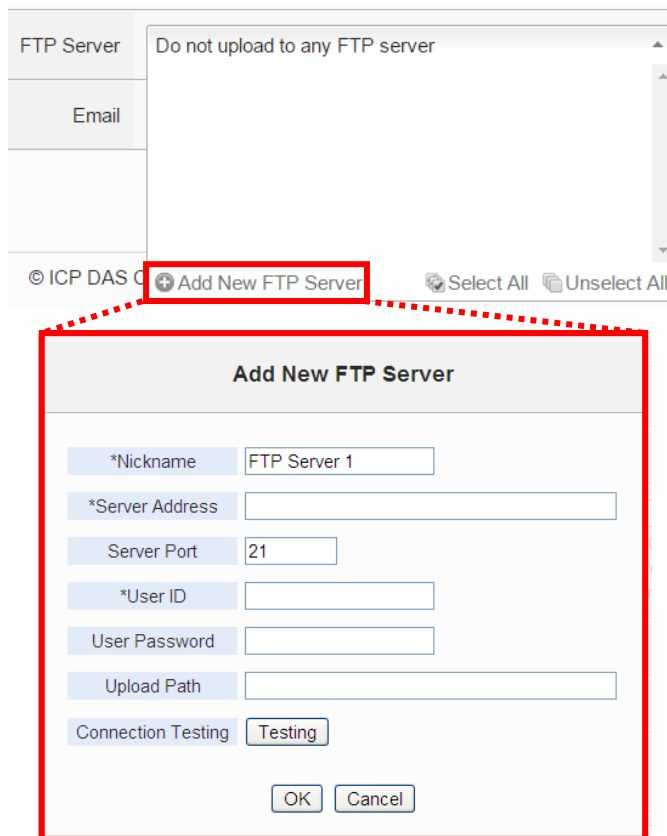 FTP Server Do not upload to any FTP server
Email
© ICP DAS
Add New FTP Server Select All Unselect All
Add New FTP Server
*Nickname FTP Server 1
*Server Address
Server Port 21
*User ID
User Password
Upload Path
Connection Testing Testing
OK Cancel